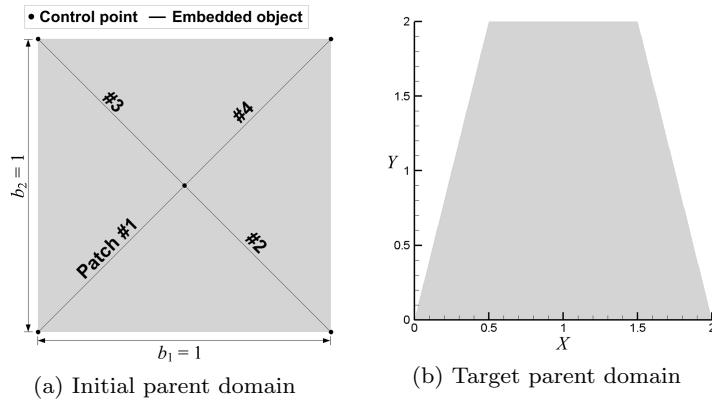 • Control point — Embedded object
#3
#4
Patch #1
#2
b₂ = 1
b₁ = 1
(a) Initial parent domain
2
1.5
Y
1
0.5
0
0 0.5 1 1.5 2
X
(b) Target parent domain